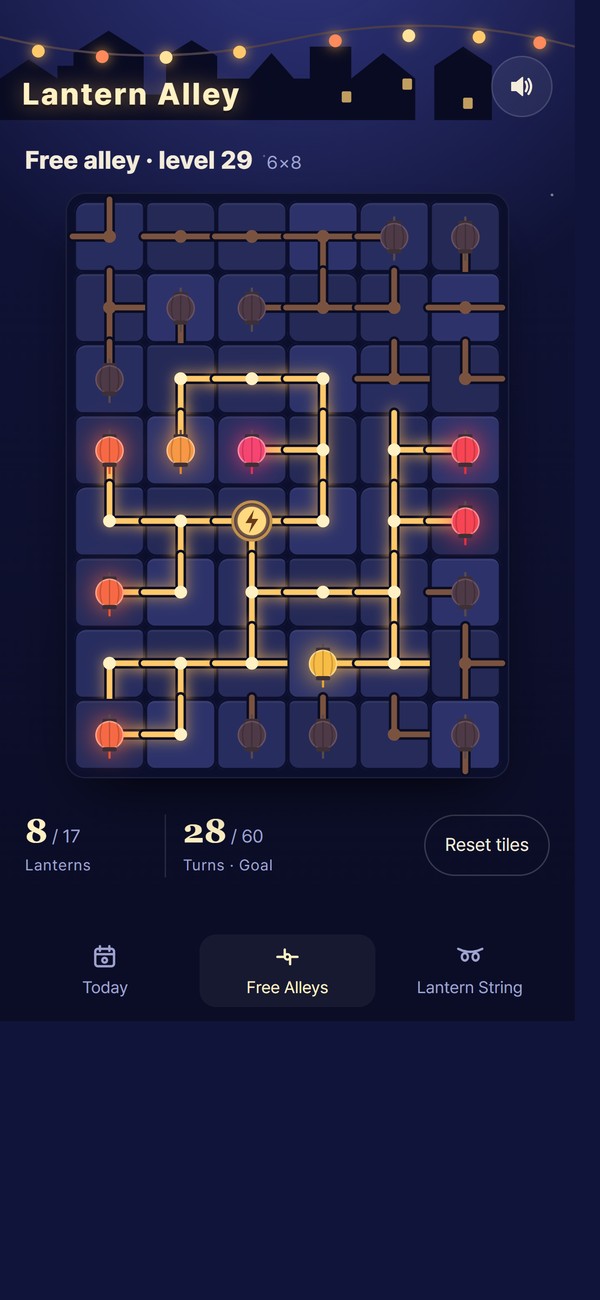 Lantern Alley
Free alley · level 29 6×8
8 / 17
Lanterns
28 / 60
Turns · Goal
Reset tiles
Today
Free Alleys
Lantern String